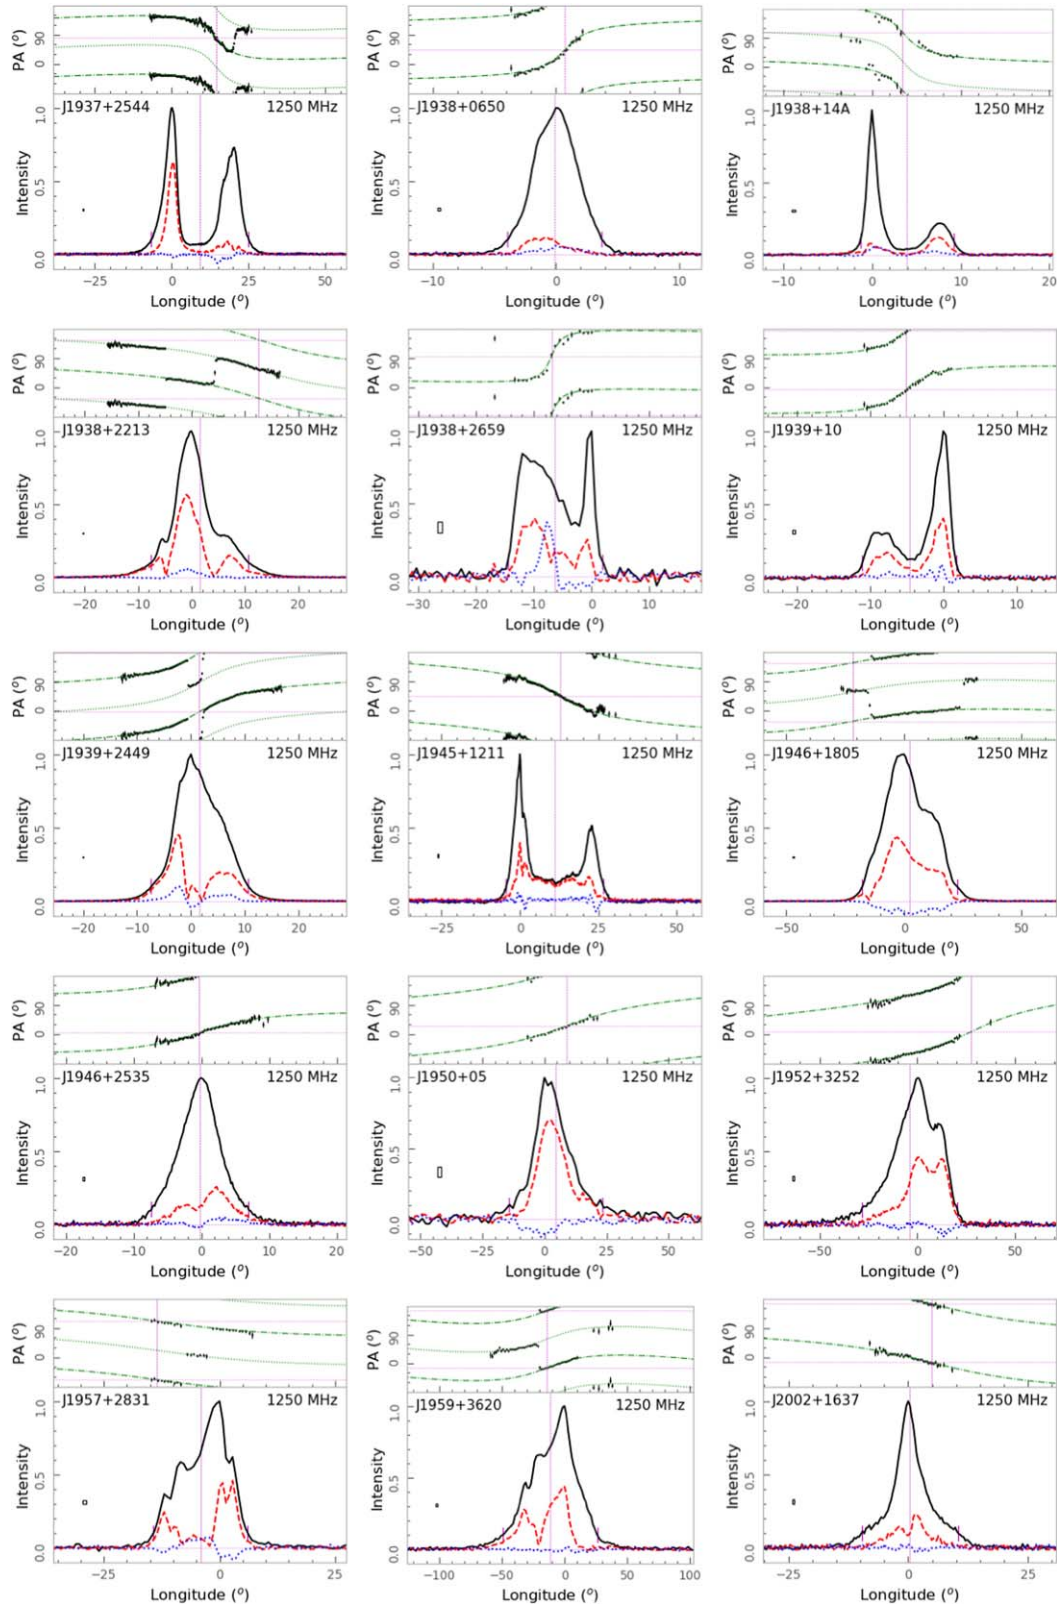 PA (°) 90 0
PA (°) 90 0
PA (°) 90 0
J1937+2544 1250 MHz
J1938+0650 1250 MHz
J1938+14A 1250 MHz
Intensity 1.0 0.5 0.0
Intensity 1.0 0.5 0.0
Intensity 1.0 0.5 0.0
−25 0 25 50
−10 0 10
−10 0 10 20
Longitude (°)
Longitude (°)
Longitude (°)
PA (°) 90 0
PA (°) 90 0
PA (°) 90 0
J1938+2213 1250 MHz
J1938+2659 1250 MHz
J1939+10 1250 MHz
Intensity 1.0 0.5 0.0
Intensity 1.0 0.5 0.0
Intensity 1.0 0.5 0.0
−20 −10 0 10 20
−30 −20 −10 0 10
−20 −10 0 10
Longitude (°)
Longitude (°)
Longitude (°)
PA (°) 90 0
PA (°) 90 0
PA (°) 90 0
J1939+2449 1250 MHz
J1945+1211 1250 MHz
J1946+1805 1250 MHz
Intensity 1.0 0.5 0.0
Intensity 1.0 0.5 0.0
Intensity 1.0 0.5 0.0
−20 −10 0 10 20
−25 0 25 50
−50 0 50
Longitude (°)
Longitude (°)
Longitude (°)
PA (°) 90 0
PA (°) 90 0
PA (°) 90 0
J1946+2535 1250 MHz
J1950+05 1250 MHz
J1952+3252 1250 MHz
Intensity 1.0 0.5 0.0
Intensity 1.0 0.5 0.0
Intensity 1.0 0.5 0.0
−20 −10 0 10 20
−50 −25 0 25 50
−50 0 50
Longitude (°)
Longitude (°)
Longitude (°)
PA (°) 90 0
PA (°) 90 0
PA (°) 90 0
J1957+2831 1250 MHz
J1959+3620 1250 MHz
J2002+1637 1250 MHz
Intensity 1.0 0.5 0.0
Intensity 1.0 0.5 0.0
Intensity 1.0 0.5 0.0
−25 0 25
−100 −50 0 50 100
−25 0 25
Longitude (°)
Longitude (°)
Longitude (°)